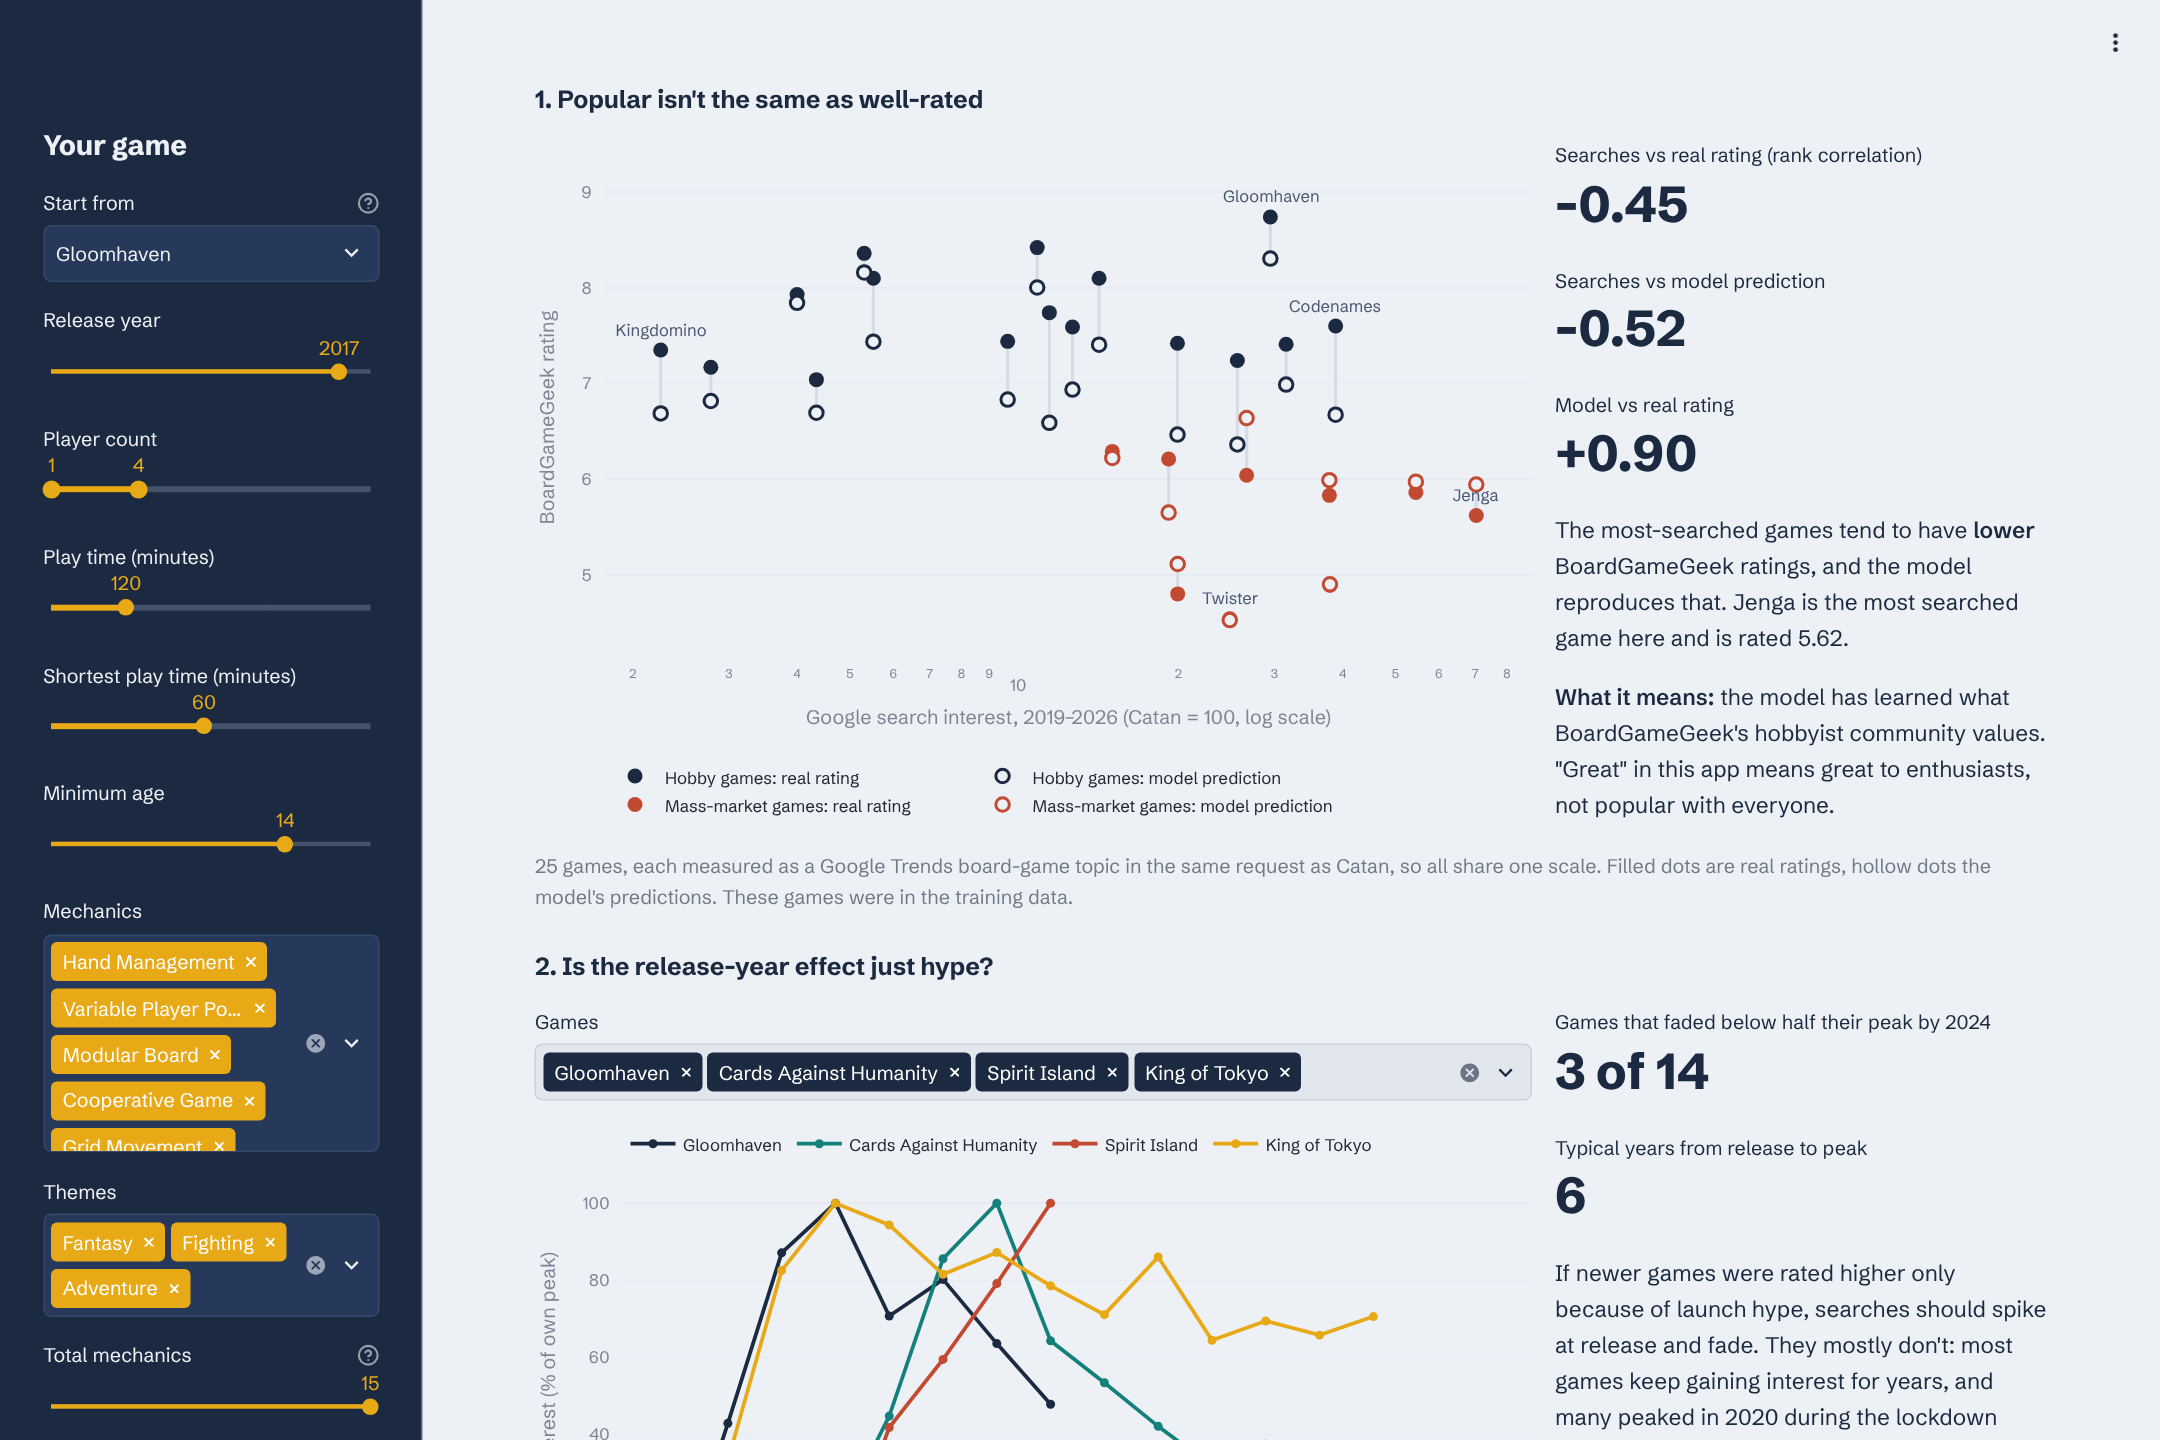 Your game
Start from
Gloomhaven
Release year
2017
Player count
1 4
Play time (minutes)
120
Shortest play time (minutes)
60
Minimum age
14
Mechanics
Hand Management ×
Variable Player Po... ×
Modular Board ×
Cooperative Game ×
Grid Movement ×
Themes
Fantasy × Fighting ×
Adventure ×
Total mechanics
15
1. Popular isn't the same as well-rated
BoardGameGeek rating
9
8
7
6
5
Gloomhaven
Codenames
Kingdomino
Jenga
Twister
2 3 4 5 6 7 8 9 10 2 3 4 5 6 7 8
Google search interest, 2019-2026 (Catan = 100, log scale)
Hobby games: real rating
Hobby games: model prediction
Mass-market games: real rating
Mass-market games: model prediction
Searches vs real rating (rank correlation)
-0.45
Searches vs model prediction
-0.52
Model vs real rating
+0.90
The most-searched games tend to have lower
BoardGameGeek ratings, and the model
reproduces that. Jenga is the most searched
game here and is rated 5.62.
What it means: the model has learned what
BoardGameGeek's hobbyist community values.
"Great" in this app means great to enthusiasts,
not popular with everyone.
25 games, each measured as a Google Trends board-game topic in the same request as Catan, so all share one scale. Filled dots are real ratings, hollow dots the
model's predictions. These games were in the training data.
2. Is the release-year effect just hype?
Games
Gloomhaven × Cards Against Humanity × Spirit Island × King of Tokyo ×
Gloomhaven Cards Against Humanity Spirit Island King of Tokyo
erest (% of own peak)
100
80
60
40
Games that faded below half their peak by 2024
3 of 14
Typical years from release to peak
6
If newer games were rated higher only
because of launch hype, searches should spike
at release and fade. They mostly don't: most
games keep gaining interest for years, and
many peaked in 2020 during the lockdown